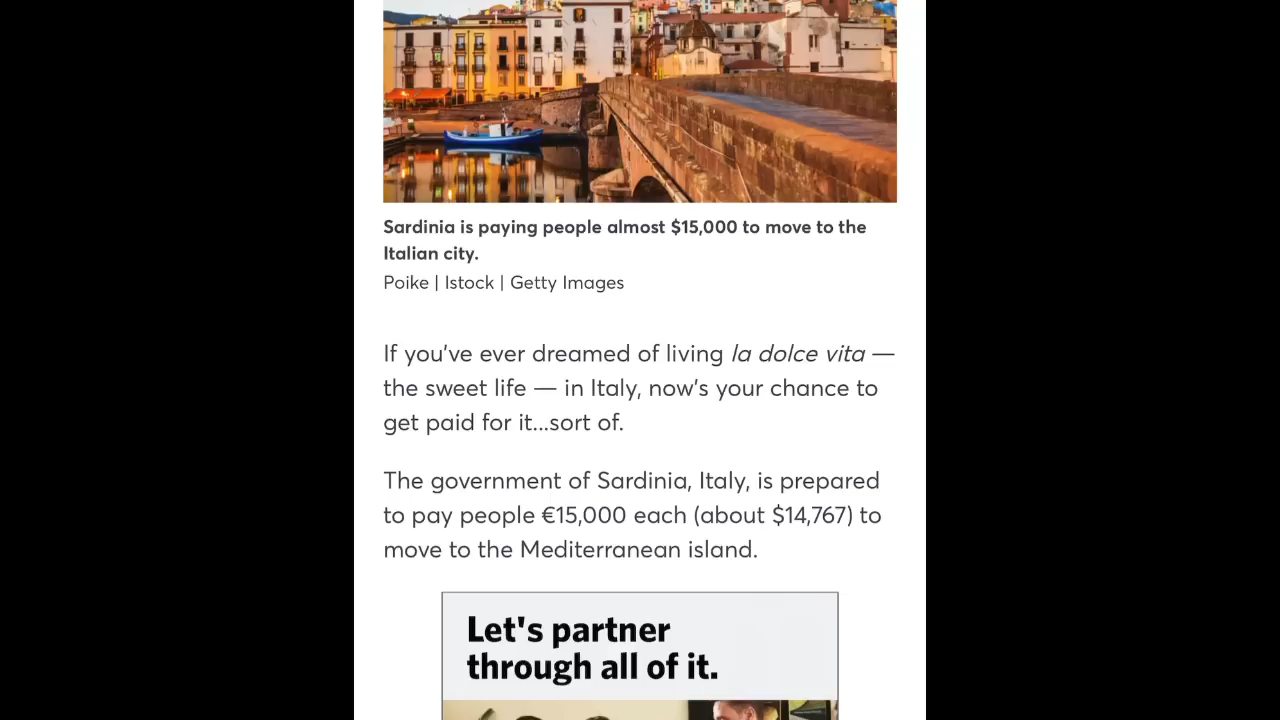 Sardinia is paying people almost $15,000 to move to the
Italian city.
Poike | Istock | Getty Images
If you've ever dreamed of living la dolce vita —
the sweet life — in Italy, now's your chance to
get paid for it...sort of.
The government of Sardinia, Italy, is prepared
to pay people €15,000 each (about $14,767) to
move to the Mediterranean island.
Let's partner
through all of it.